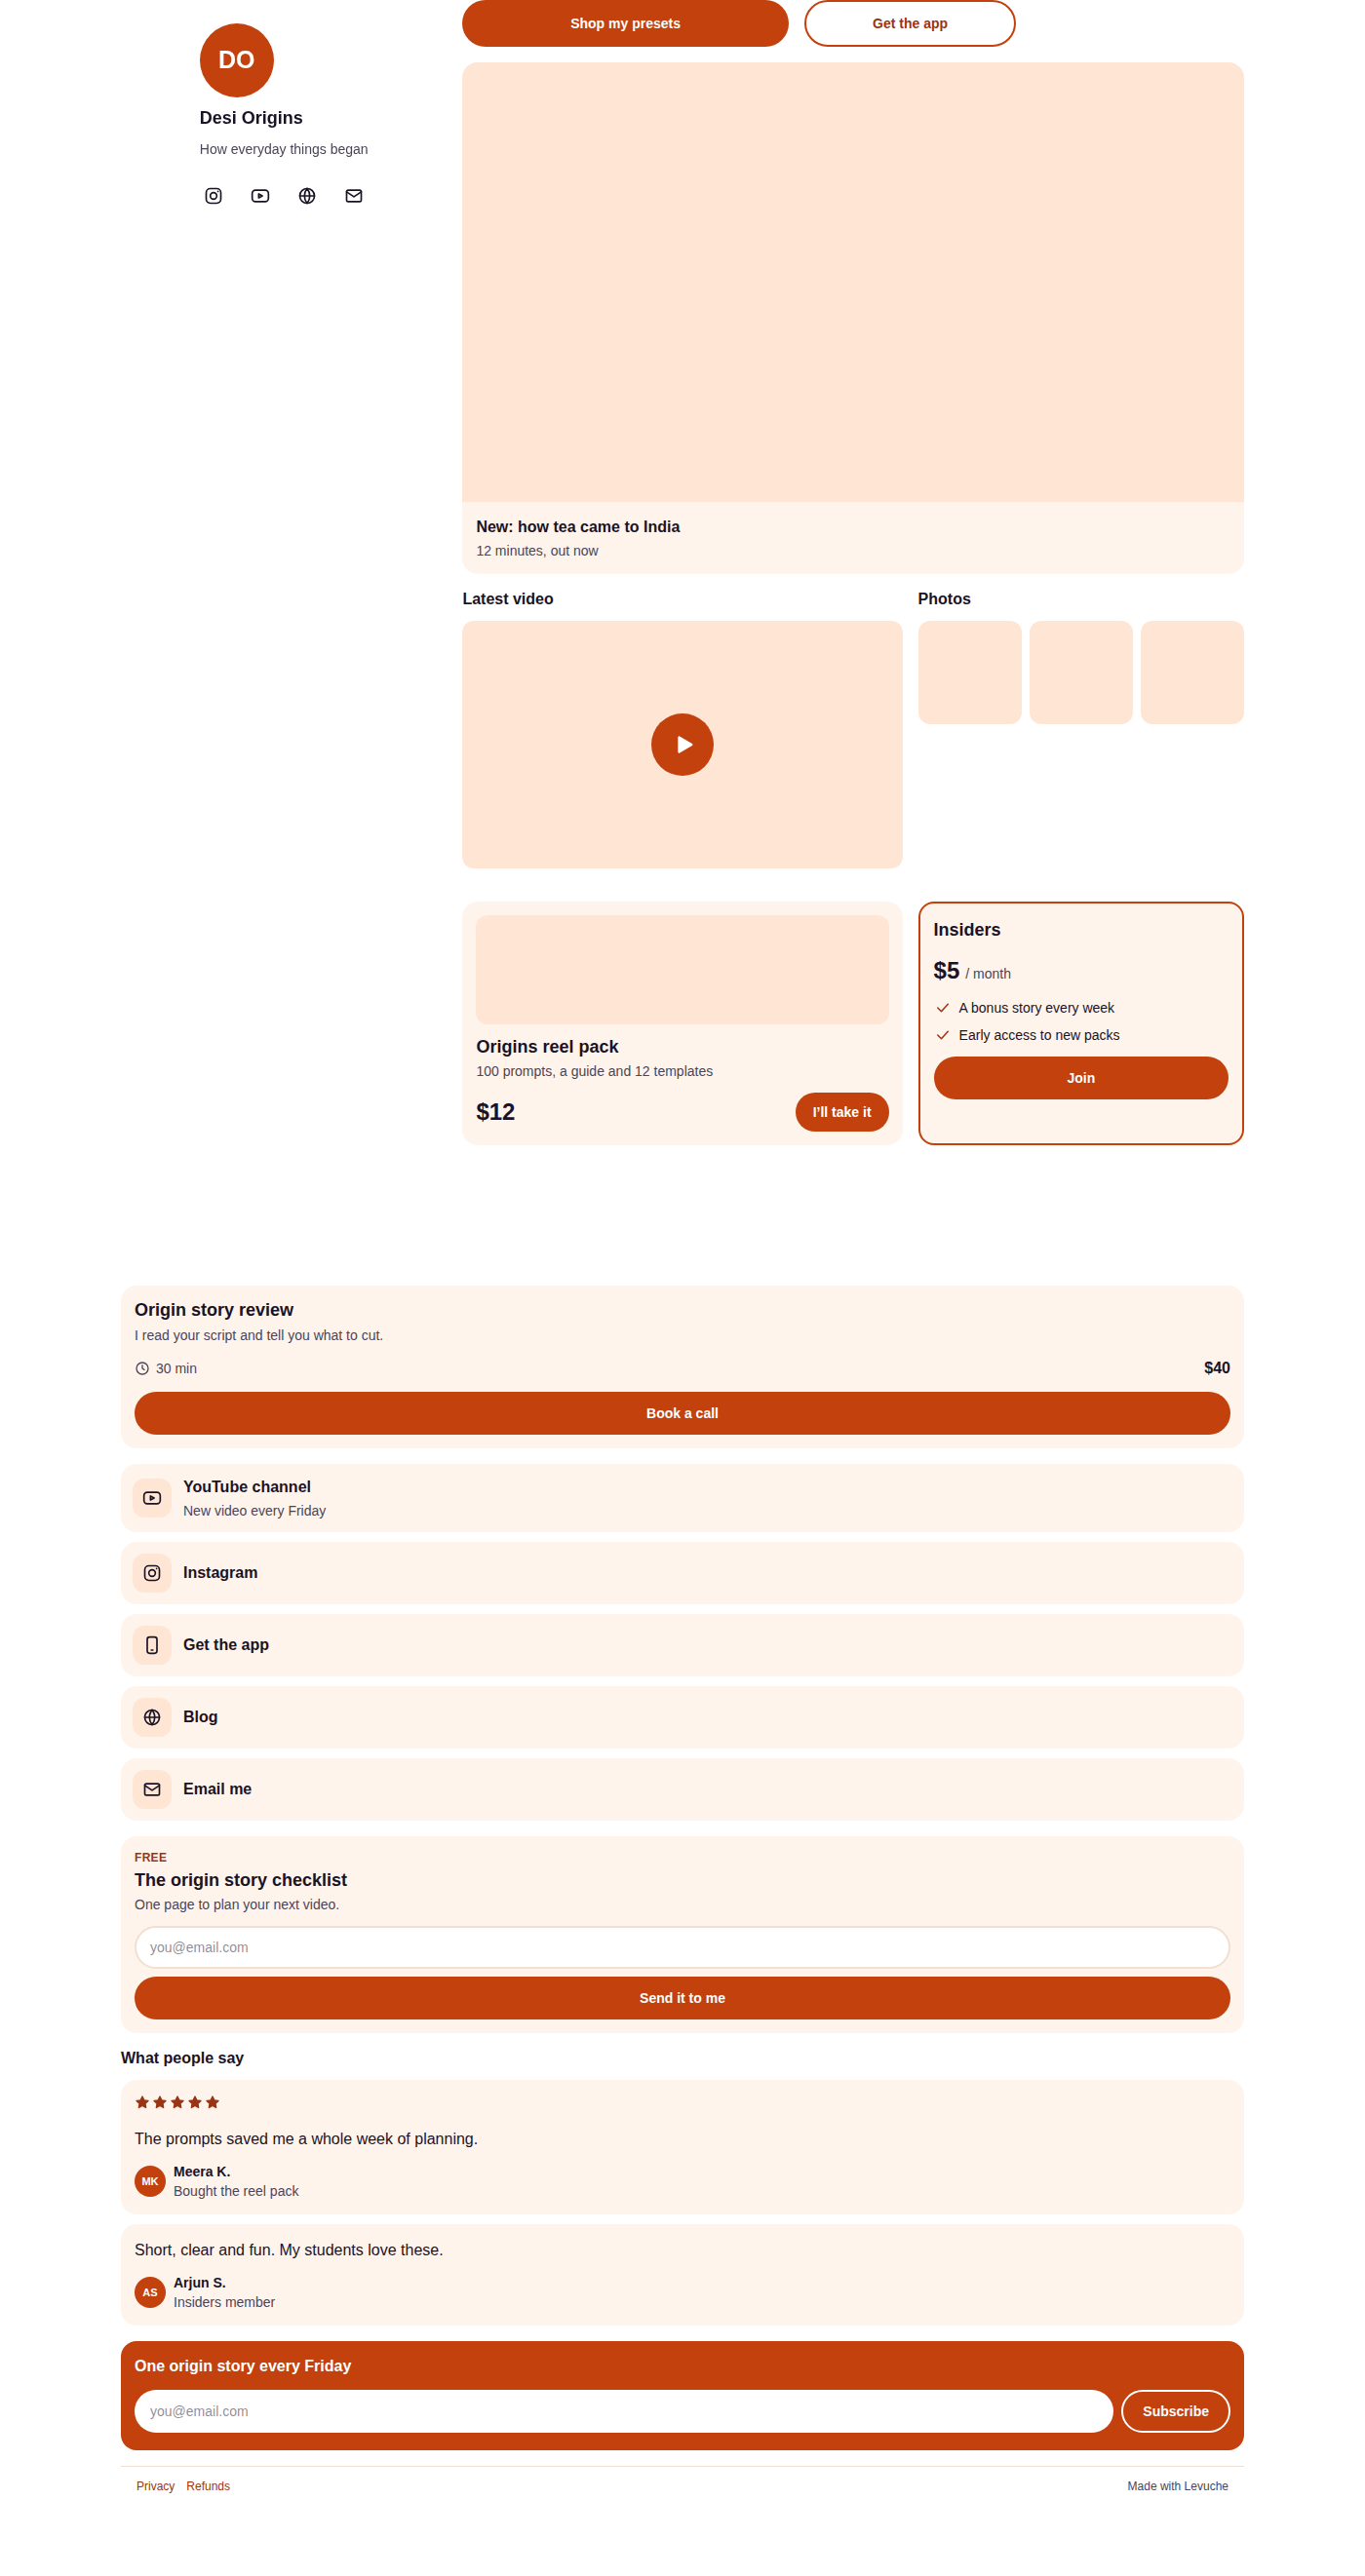 DO
Desi Origins
How everyday things began
Shop my presets
Get the app
New: how tea came to India
12 minutes, out now
Latest video
Photos
Origins reel pack
100 prompts, a guide and 12 templates
$12
I’ll take it
Insiders
$5 / month
A bonus story every week
Early access to new packs
Join
Origin story review
I read your script and tell you what to cut.
30 min
$40
Book a call
YouTube channel
New video every Friday
Instagram
Get the app
Blog
Email me
FREE
The origin story checklist
One page to plan your next video.
you@email.com
Send it to me
What people say
The prompts saved me a whole week of planning.
MK
Meera K.
Bought the reel pack
Short, clear and fun. My students love these.
AS
Arjun S.
Insiders member
One origin story every Friday
you@email.com
Subscribe
Privacy
Refunds
Made with Levuche